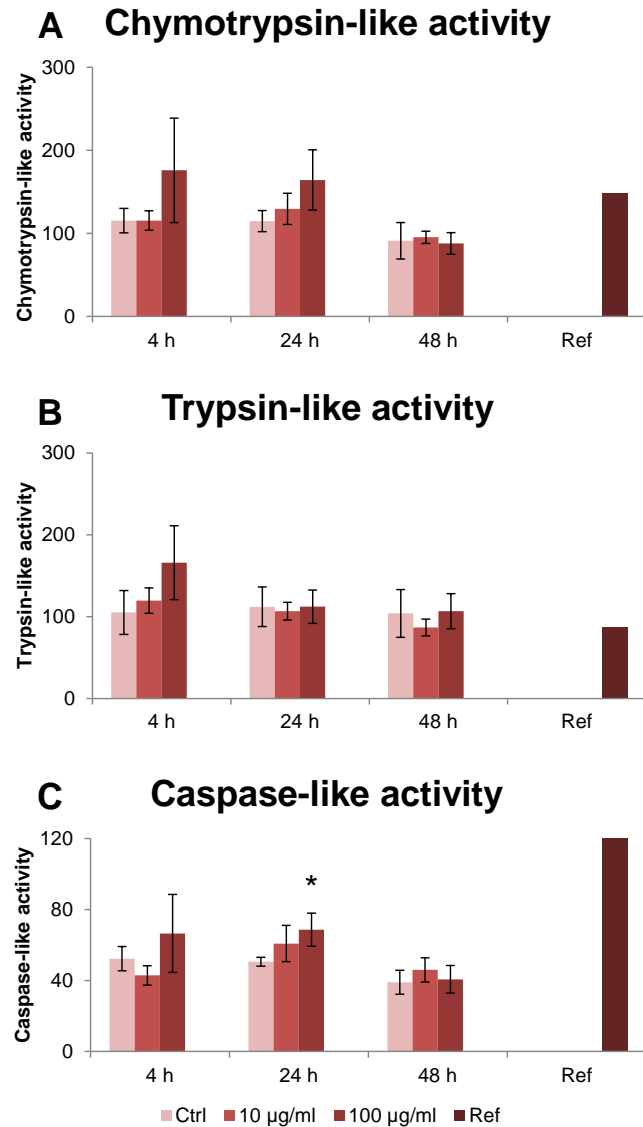 A Chymotrypsin-like activity
Chymotrypsin-like activity
300
200
100
0
4 h 24 h 48 h Ref
B Trypsin-like activity
Trypsin-like activity
300
200
100
0
4 h 24 h 48 h Ref
C Caspase-like activity
Caspase-like activity
120
80
40
0
*
4 h 24 h 48 h Ref
Ctrl 10 µg/ml 100 µg/ml Ref